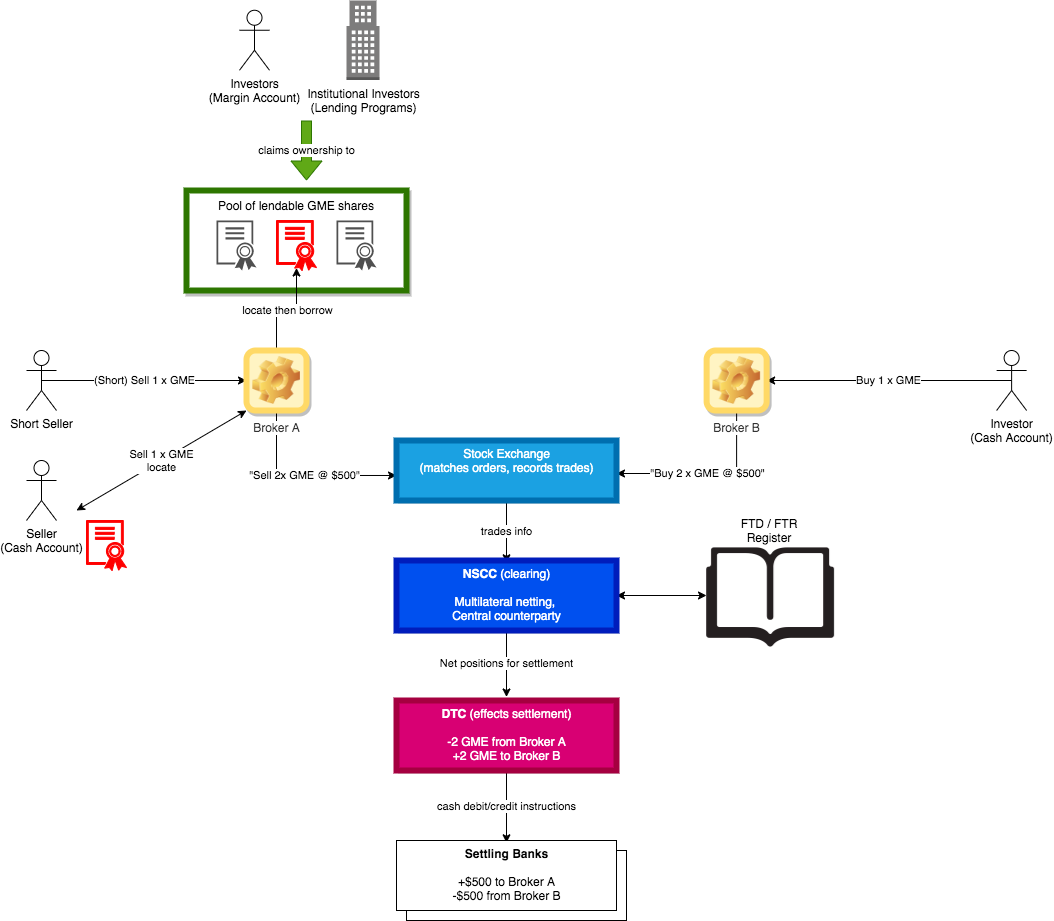 Investors
(Margin Account)
Institutional Investors
(Lending Programs)
claims ownership to
Pool of lendable GME shares
locate then borrow
(Short) Sell 1 x GME
Short Seller
Broker A
Buy 1 x GME
Broker B
Investor
(Cash Account)
Sell 1 x GME
locate
Seller
(Cash Account)
"Sell 2x GME @ $500"
Stock Exchange
(matches orders, records trades)
"Buy 2 x GME @ $500"
trades info
NSCC (clearing)
Multilateral netting,
Central counterparty
FTD / FTR
Register
Net positions for settlement
DTC (effects settlement)
-2 GME from Broker A
+2 GME to Broker B
cash debit/credit instructions
Settling Banks
+$500 to Broker A
-$500 from Broker B